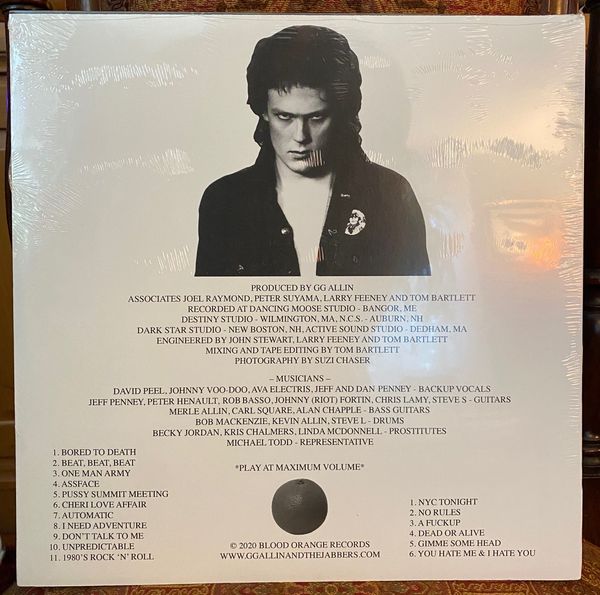 PRODUCED BY GG ALLIN
ASSOCIATES JOEL RAYMOND, PETER SUYAMA, LARRY FEENEY AND TOM BARTLETT
RECORDED AT DANCING MOOSE STUDIO - BANGOR, ME
DESTINY STUDIO - WILMINGTON, MA, N.C.S. - AUBURN, NH
DARK STAR STUDIO - NEW BOSTON, NH, ACTIVE SOUND STUDIO - DEDHAM, MA
ENGINEERED BY JOHN STEWART, LARRY FEENEY AND TOM BARTLETT
MIXING AND TAPE EDITING BY TOM BARTLETT
PHOTOGRAPHY BY SUZI CHASER
– MUSICIANS –
DAVID PEEL, JOHNNY VOO-DOO, AVA ELECTRIS, JEFF AND DAN PENNEY - BACKUP VOCALS
JEFF PENNEY, PETER HENAULT, ROB BASSO, JOHNNY (RIOT) FORTIN, CHRIS LAMY, STEVE S - GUITARS
MERLE ALLIN, CARL SQUARE, ALAN CHAPPLE - BASS GUITARS
BOB MACKENZIE, KEVIN ALLIN, STEVE L - DRUMS
BECKY JORDAN, KRIS CHALMERS, LINDA MCDONNELL - PROSTITUTES
MICHAEL TODD - REPRESENTATIVE
*PLAY AT MAXIMUM VOLUME*
1. BORED TO DEATH
2. BEAT, BEAT, BEAT
3. ONE MAN ARMY
4. ASSFACE
5. PUSSY SUMMIT MEETING
6. CHERI LOVE AFFAIR
7. AUTOMATIC
8. I NEED ADVENTURE
9. DON'T TALK TO ME
10. UNPREDICTABLE
11. 1980'S ROCK 'N' ROLL
© 2020 BLOOD ORANGE RECORDS
WWW.GGALLINANDTHEJABBERS.COM
1. NYC TONIGHT
2. NO RULES
3. A FUCKUP
4. DEAD OR ALIVE
5. GIMME SOME HEAD
6. YOU HATE ME & I HATE YOU